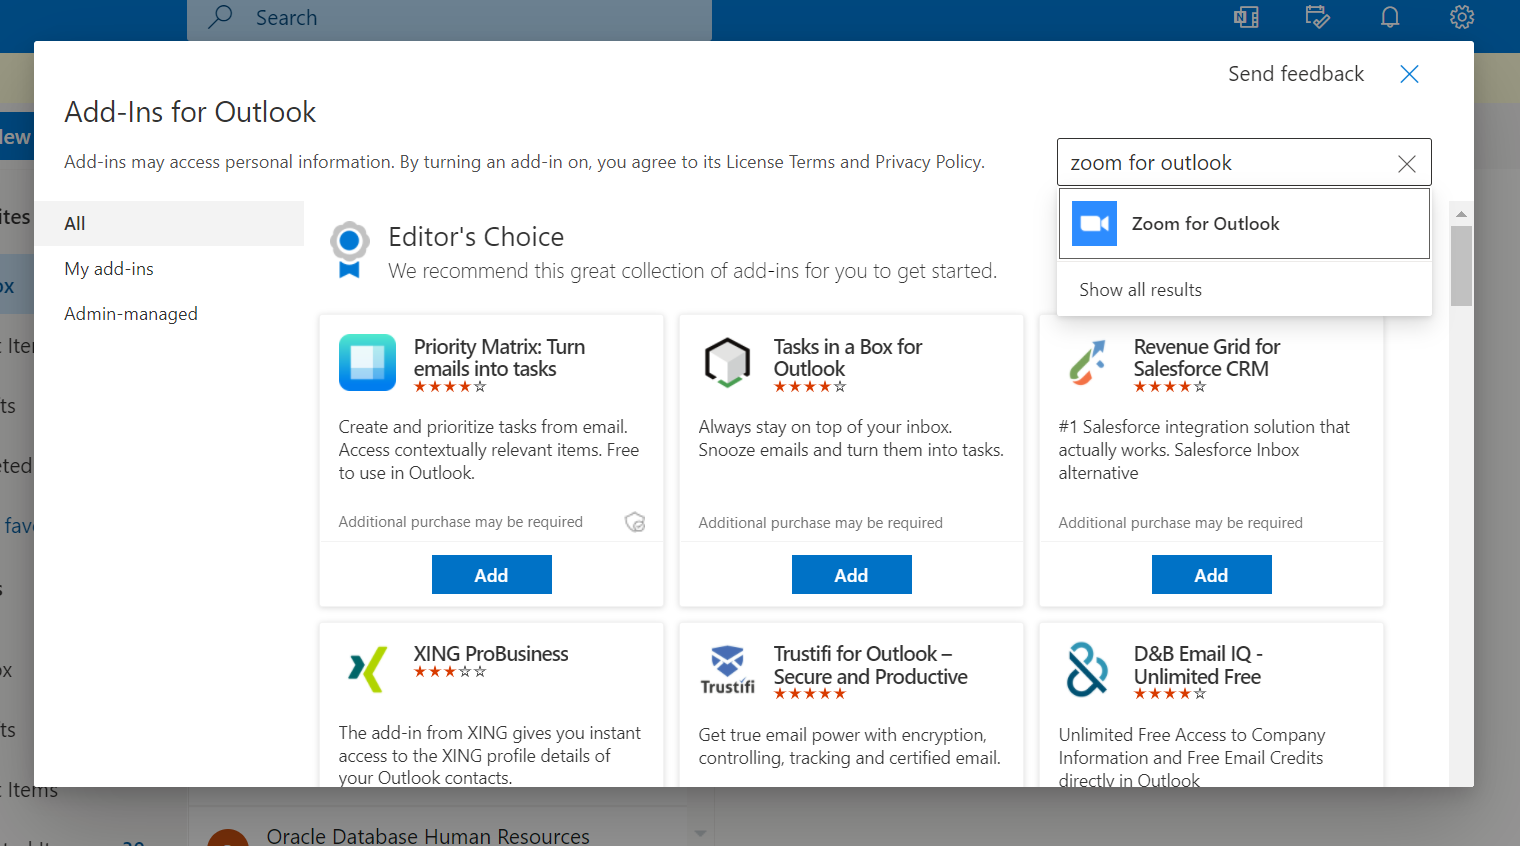 Search
Send feedback
Add-Ins for Outlook
Add-ins may access personal information. By turning an add-in on, you agree to its License Terms and Privacy Policy.
zoom for outlook
Zoom for Outlook
Show all results
All
My add-ins
Admin-managed
Editor's Choice
We recommend this great collection of add-ins for you to get started.
Priority Matrix: Turn
emails into tasks
Create and prioritize tasks from email.
Access contextually relevant items. Free
to use in Outlook.
Additional purchase may be required
Add
Tasks in a Box for
Outlook
Always stay on top of your inbox.
Snooze emails and turn them into tasks.
Additional purchase may be required
Add
Revenue Grid for
Salesforce CRM
#1 Salesforce integration solution that
actually works. Salesforce Inbox
alternative
Additional purchase may be required
Add
XING ProBusiness
The add-in from XING gives you instant
access to the XING profile details of
your Outlook contacts.
Trustifi
Trustifi for Outlook –
Secure and Productive
Get true email power with encryption,
controlling, tracking and certified email.
D&B Email IQ -
Unlimited Free
Unlimited Free Access to Company
Information and Free Email Credits
directly in Outlook
Items
Oracle Database Human Resources